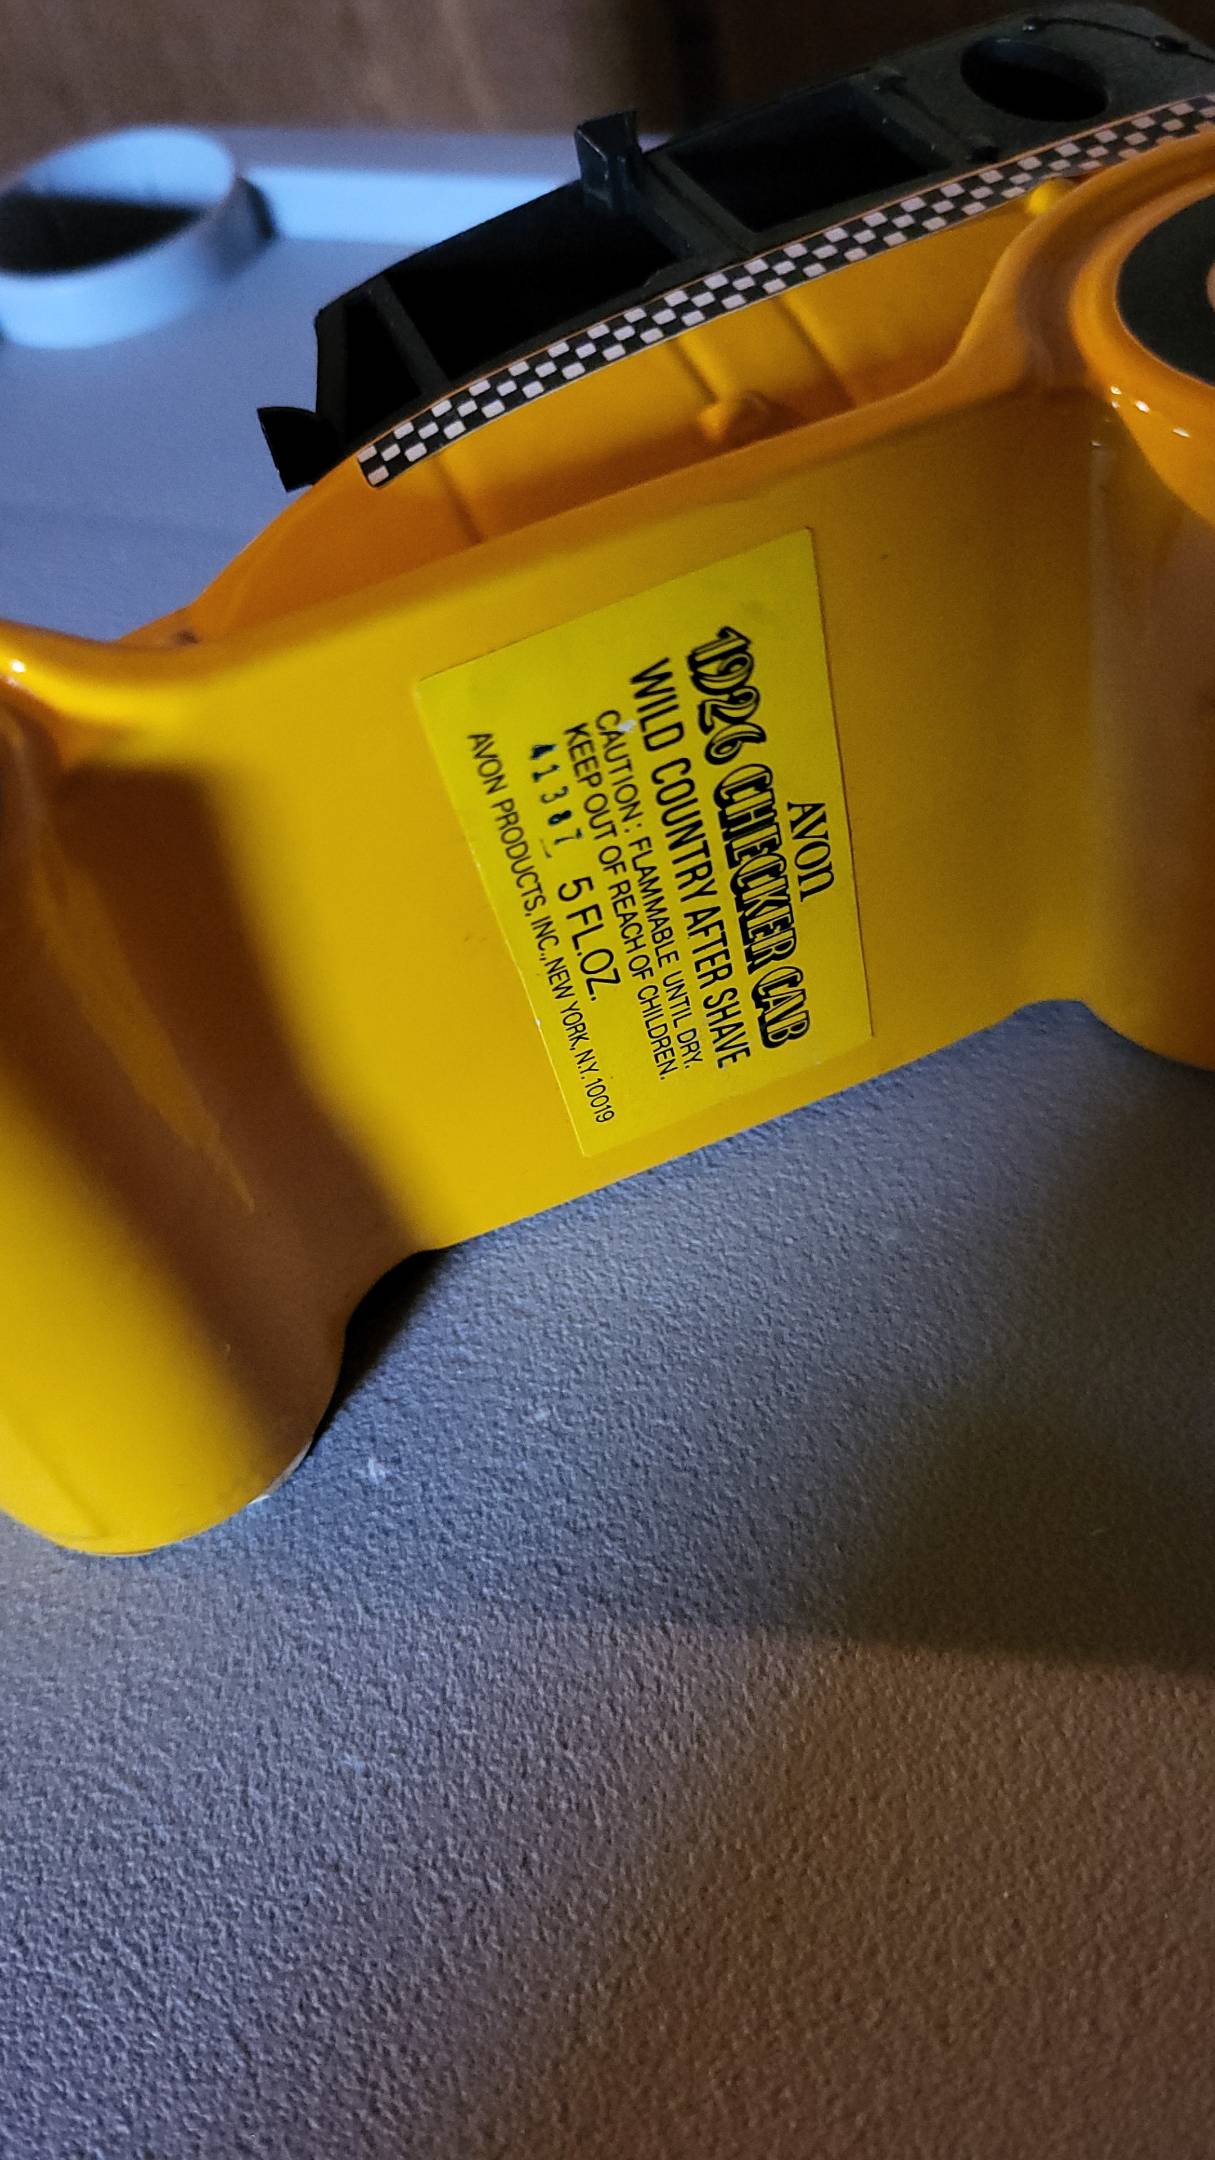 AVON
1926 CHECKER CAB
WILD COUNTRY AFTER SHAVE
CAUTION: FLAMMABLE UNTIL DRY.
KEEP OUT OF REACH OF CHILDREN.
41387 5 FL.OZ.
AVON PRODUCTS, INC., NEW YORK, N.Y. 10019